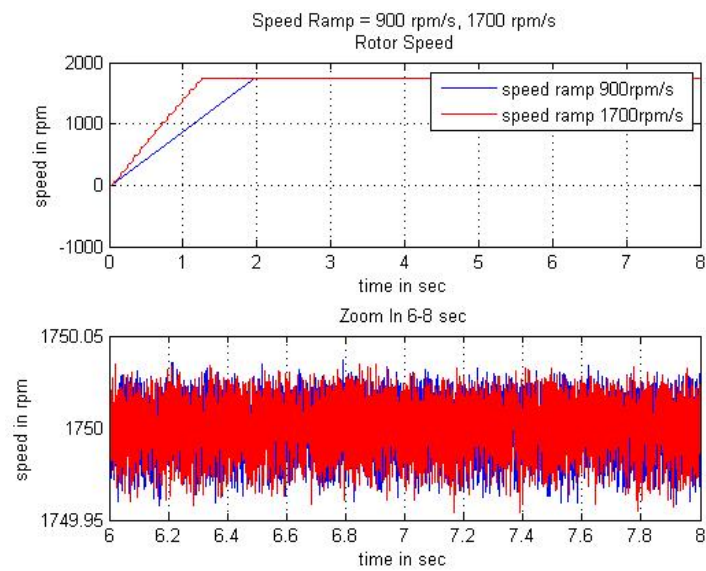 Speed Ramp = 900 rpm/s, 1700 rpm/s
Rotor Speed
2000
1000
0
-1000
speed in rpm
speed ramp 900rpm/s
speed ramp 1700rpm/s
0 1 2 3 4 5 6 7 8
time in sec
Zoom In 6-8 sec
1750.05
1750
1749.95
speed in rpm
6 6.2 6.4 6.6 6.8 7 7.2 7.4 7.6 7.8 8
time in sec